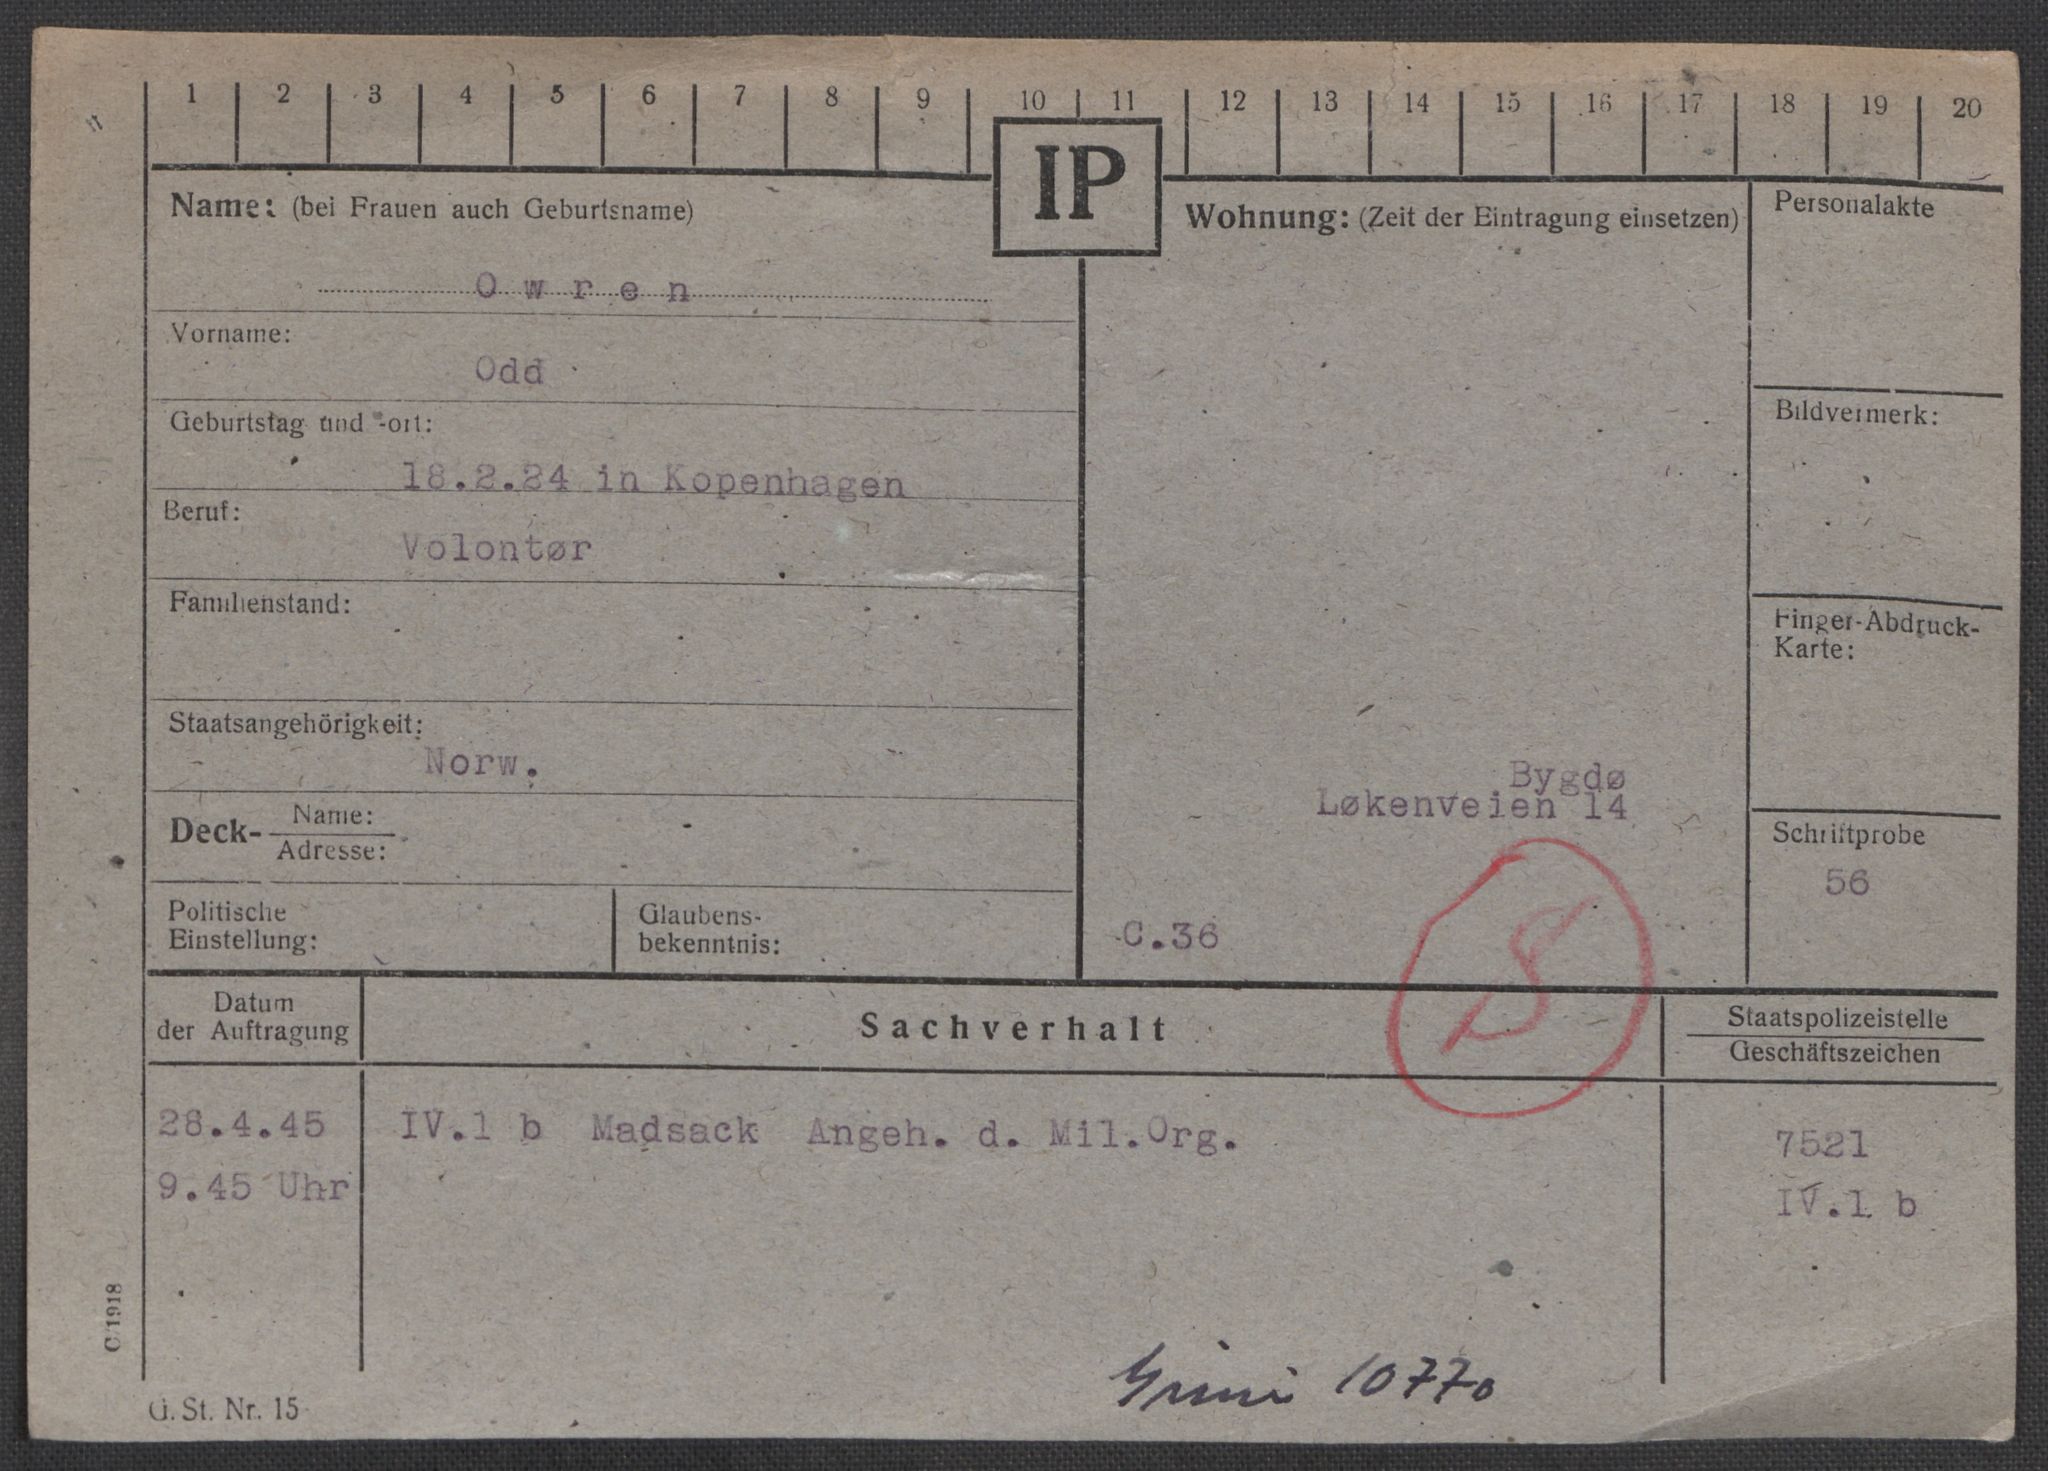 1 2 3 4 5 6 7 8 9 10 11 12 13 14 15 16 17 18 19 20
IP
Name: (bei Frauen auch Geburtsname)
Owren
Vorname:
Odd
Geburtstag und -ort:
18.2.24 in Kopenhagen
Beruf:
Volontør
Familienstand:
Staatsangehörigkeit:
Norw.
Deck- Name:
Adresse:
Politische
Einstellung:
Glaubens-
bekenntnis:
Wohnung: (Zeit der Eintragung einsetzen)
Bygdø
Løkenveien 14
C.36
Personalakte
Bildvermerk:
Finger-Abdruck-
Karte:
Schriftprobe
56
Datum
der Auftragung
Sachverhalt
Staatspolizeistelle
Geschäftszeichen
28.4.45 IV.1 b Madsack Angeh. d. Mil.Org. 7521
9.45 Uhr IV.1 b
Grini 10770
C/1918
G. St. Nr. 15